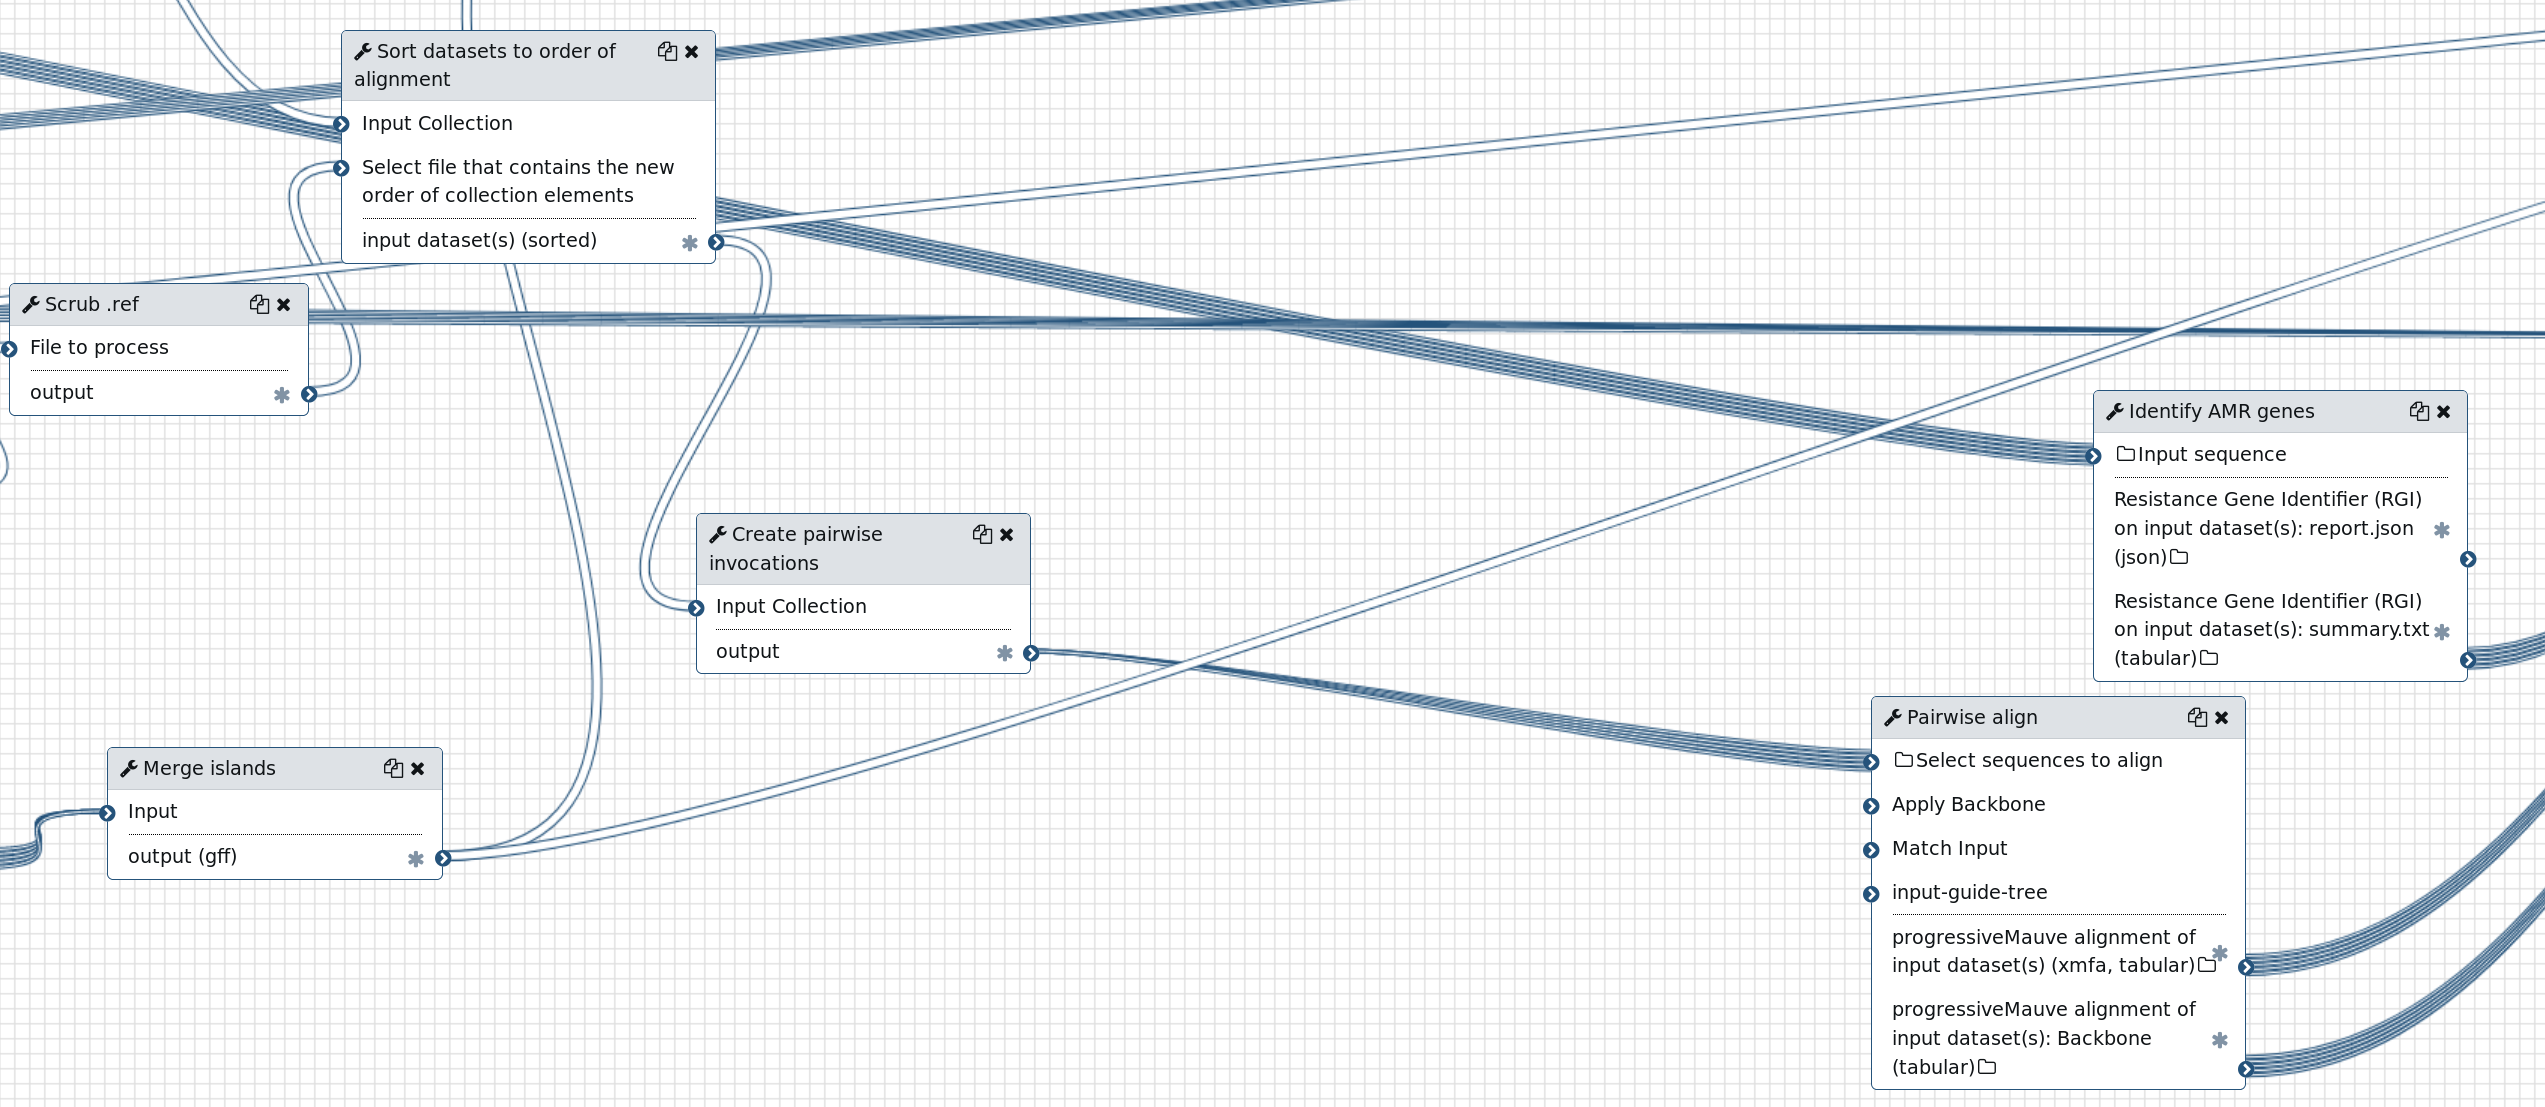 Sort datasets to order of
alignment
Input Collection
Select file that contains the new
order of collection elements
input dataset(s) (sorted)
Scrub .ref
File to process
output
Identify AMR genes
Input sequence
Resistance Gene Identifier (RGI)
on input dataset(s): report.json
(json)
Resistance Gene Identifier (RGI)
on input dataset(s): summary.txt
(tabular)
Create pairwise
invocations
Input Collection
output
Merge islands
Input
output (gff)
Pairwise align
Select sequences to align
Apply Backbone
Match Input
input-guide-tree
progressiveMauve alignment of
input dataset(s) (xmfa, tabular)
progressiveMauve alignment of
input dataset(s): Backbone
(tabular)